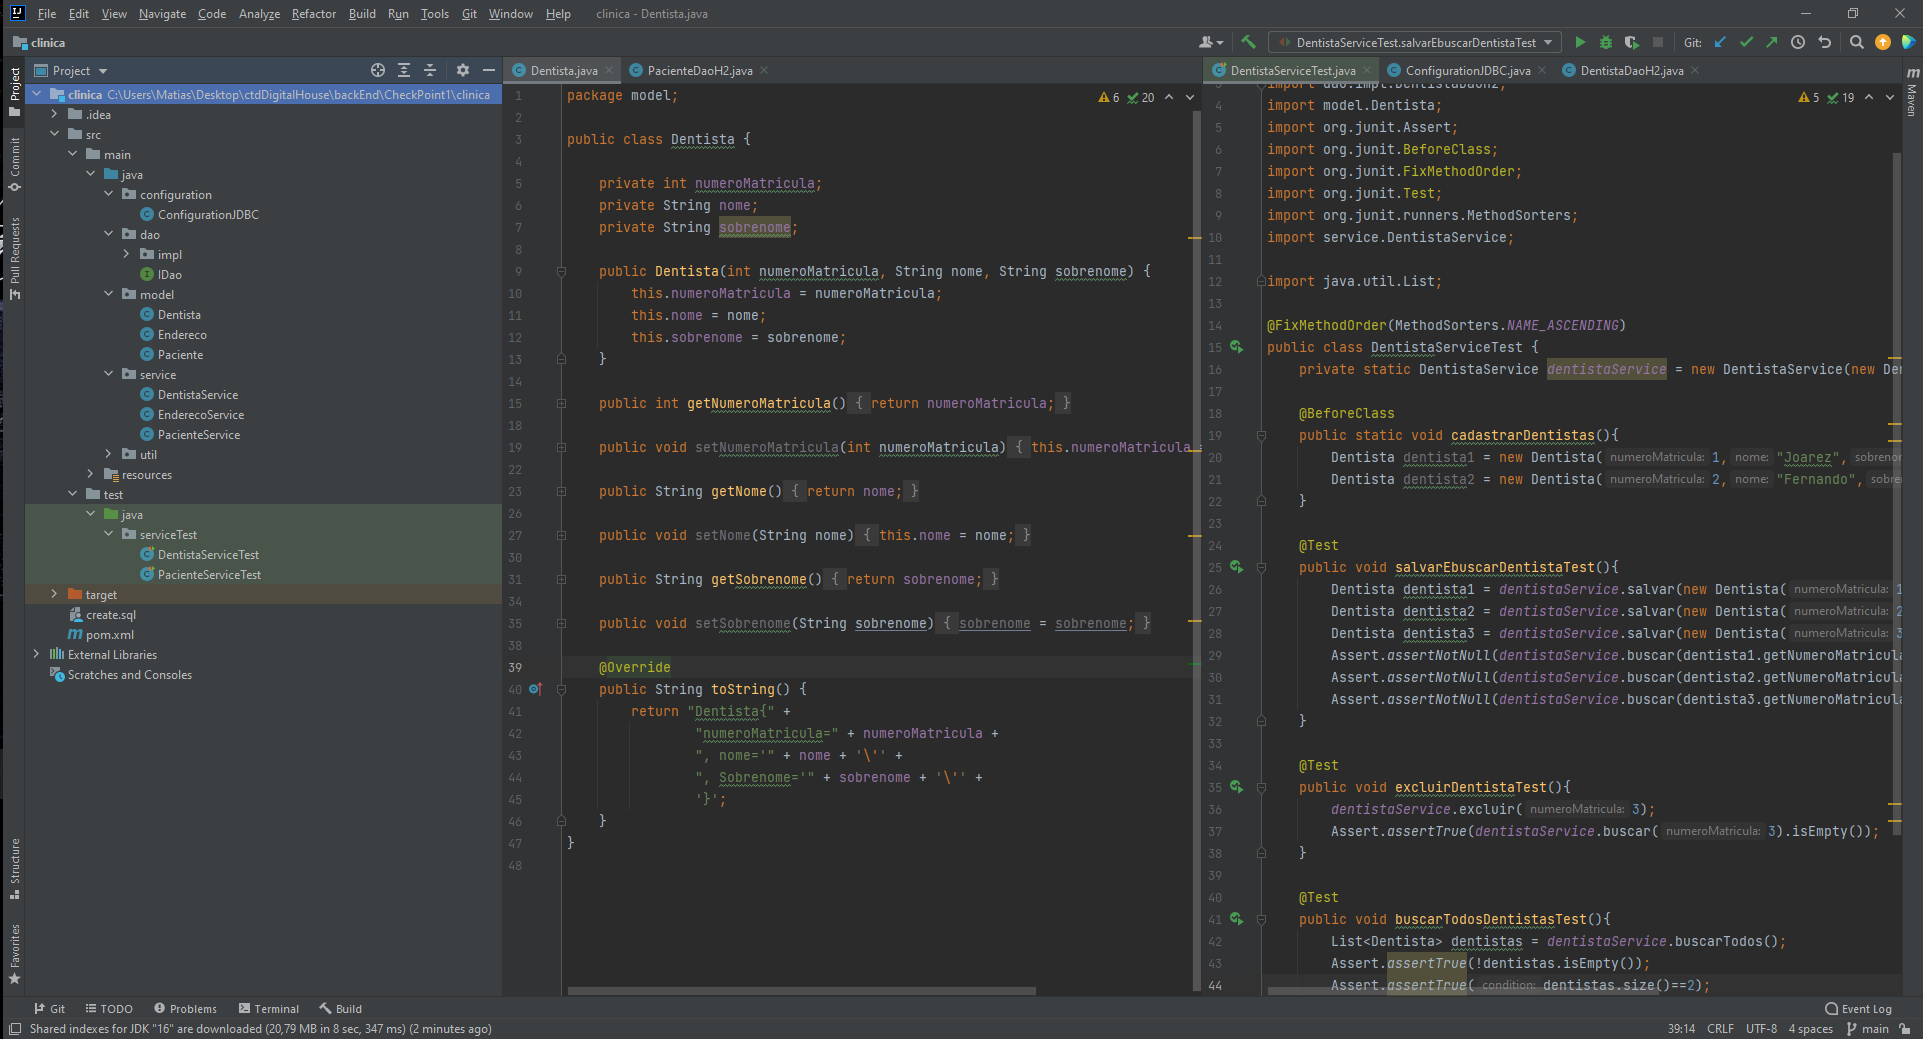 File Edit View Navigate Code Analyze Refactor Build Run Tools Git Window Help clinica - Dentista.java
clinica
DentistaServiceTest.salvarEbuscarDentistaTest
Git:
Project
Commit
Pull Requests
Structure
Favorites
Project
clinica C:\Users\Matias\Desktop\ctdDigitalHouse\backEnd\CheckPoint1\clinica
.idea
src
main
java
configuration
ConfigurationJDBC
dao
impl
IDao
model
Dentista
Endereco
Paciente
service
DentistaService
EnderecoService
PacienteService
util
resources
test
java
serviceTest
DentistaServiceTest
PacienteServiceTest
target
create.sql
pom.xml
External Libraries
Scratches and Consoles
Dentista.java PacienteDaoH2.java
6 20
1 package model;
2
3 public class Dentista {
4
5 private int numeroMatricula;
6 private String nome;
7 private String sobrenome;
8
9 public Dentista(int numeroMatricula, String nome, String sobrenome) {
10 this.numeroMatricula = numeroMatricula;
11 this.nome = nome;
12 this.sobrenome = sobrenome;
13 }
14
15 public int getNumeroMatricula() { return numeroMatricula; }
18
19 public void setNumeroMatricula(int numeroMatricula) { this.numeroMatricula =
22
23 public String getNome() { return nome; }
26
27 public void setNome(String nome) { this.nome = nome; }
30
31 public String getSobrenome() { return sobrenome; }
34
35 public void setSobrenome(String sobrenome) { sobrenome = sobrenome; }
38
39 @Override
40 public String toString() {
41 return "Dentista{" +
42 "numeroMatricula=" + numeroMatricula +
43 ", nome='" + nome + '\'' +
44 ", Sobrenome='" + sobrenome + '\'' +
45 '}';
46 }
47 }
48
DentistaServiceTest.java ConfigurationJDBC.java DentistaDaoH2.java
5 19
3 import dao.impl.DentistaDaoH2;
4 import model.Dentista;
5 import org.junit.Assert;
6 import org.junit.BeforeClass;
7 import org.junit.FixMethodOrder;
8 import org.junit.Test;
9 import org.junit.runners.MethodSorters;
10 import service.DentistaService;
11
12 import java.util.List;
13
14 @FixMethodOrder(MethodSorters.NAME_ASCENDING)
15 public class DentistaServiceTest {
16 private static DentistaService dentistaService = new DentistaService(new De
17
18 @BeforeClass
19 public static void cadastrarDentistas(){
20 Dentista dentista1 = new Dentista( numeroMatricula: 1, nome: "Joarez", sobrenom
21 Dentista dentista2 = new Dentista( numeroMatricula: 2, nome: "Fernando", sobre
22 }
23
24 @Test
25 public void salvarEbuscarDentistaTest(){
26 Dentista dentista1 = dentistaService.salvar(new Dentista( numeroMatricula: 1
27 Dentista dentista2 = dentistaService.salvar(new Dentista( numeroMatricula: 2
28 Dentista dentista3 = dentistaService.salvar(new Dentista( numeroMatricula: 3
29 Assert.assertNotNull(dentistaService.buscar(dentista1.getNumeroMatricula
30 Assert.assertNotNull(dentistaService.buscar(dentista2.getNumeroMatricula
31 Assert.assertNotNull(dentistaService.buscar(dentista3.getNumeroMatricula
32 }
33
34 @Test
35 public void excluirDentistaTest(){
36 dentistaService.excluir( numeroMatricula: 3);
37 Assert.assertTrue(dentistaService.buscar( numeroMatricula: 3).isEmpty());
38 }
39
40 @Test
41 public void buscarTodosDentistasTest(){
42 List<Dentista> dentistas = dentistaService.buscarTodos();
43 Assert.assertTrue(!dentistas.isEmpty());
44 Assert.assertTrue( condition: dentistas.size()==2);
Maven
Git TODO Problems Terminal Build Event Log
Shared indexes for JDK "16" are downloaded (20,79 MB in 8 sec, 347 ms) (2 minutes ago) 39:14 CRLF UTF-8 4 spaces main